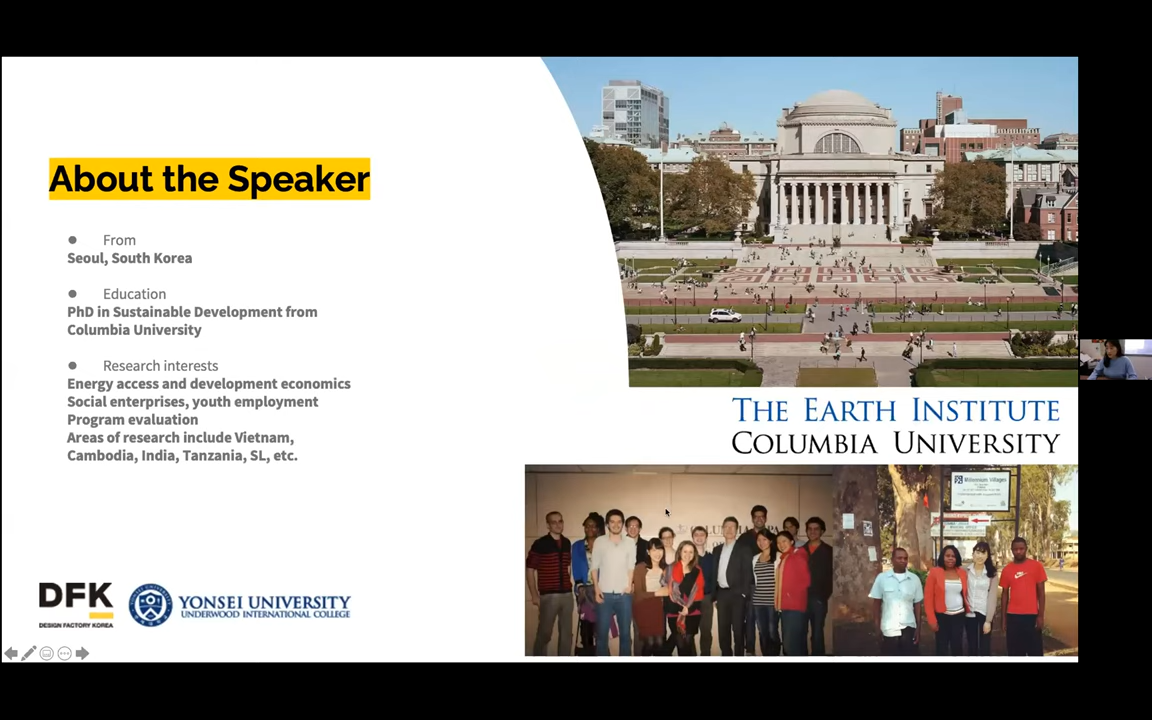 About the Speaker
● From
Seoul, South Korea
● Education
PhD in Sustainable Development from
Columbia University
● Research interests
Energy access and development economics
Social enterprises, youth employment
Program evaluation
Areas of research include Vietnam,
Cambodia, India, Tanzania, SL, etc.
THE EARTH INSTITUTE
COLUMBIA UNIVERSITY
Millennium Villages
DFK
DESIGN FACTORY KOREA
YONSEI UNIVERSITY
UNDERWOOD INTERNATIONAL COLLEGE